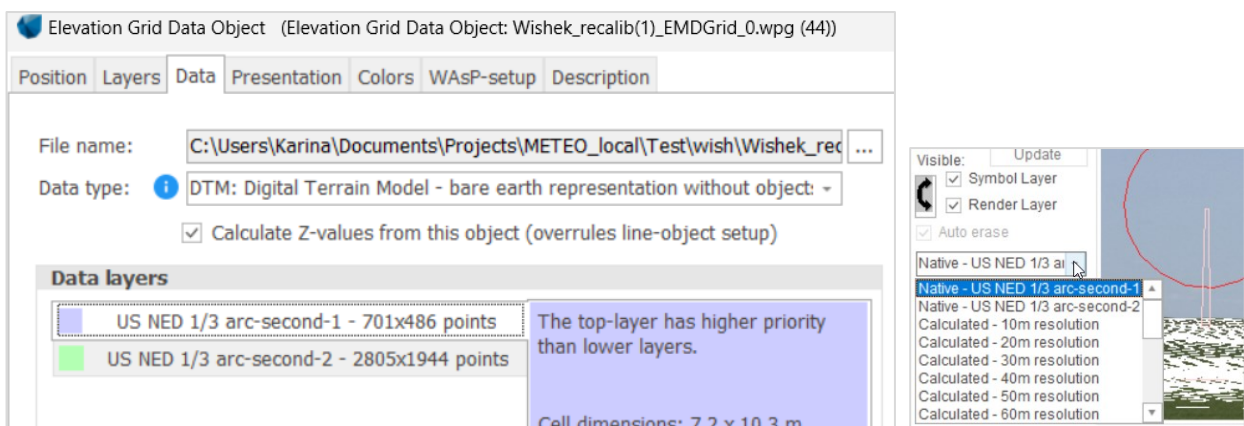 Elevation Grid Data Object (Elevation Grid Data Object: Wishek_recalib(1)_EMDGrid_0.wpg (44))
Position Layers Data Presentation Colors WAsP-setup Description
File name: C:\Users\Karina\Documents\Projects\METEO_local\Test\wish\Wishek_rec ...
Data type: DTM: Digital Terrain Model - bare earth representation without object:
Calculate Z-values from this object (overrules line-object setup)
Data layers
US NED 1/3 arc-second-1 - 701x486 points
US NED 1/3 arc-second-2 - 2805x1944 points
The top-layer has higher priority
than lower layers.
Cell dimensions: 7.2 x 10.3 m
Visible: Update
Symbol Layer
Render Layer
Auto erase
Native - US NED 1/3 ar
Native - US NED 1/3 arc-second-1
Native - US NED 1/3 arc-second-2
Calculated - 10m resolution
Calculated - 20m resolution
Calculated - 30m resolution
Calculated - 40m resolution
Calculated - 50m resolution
Calculated - 60m resolution